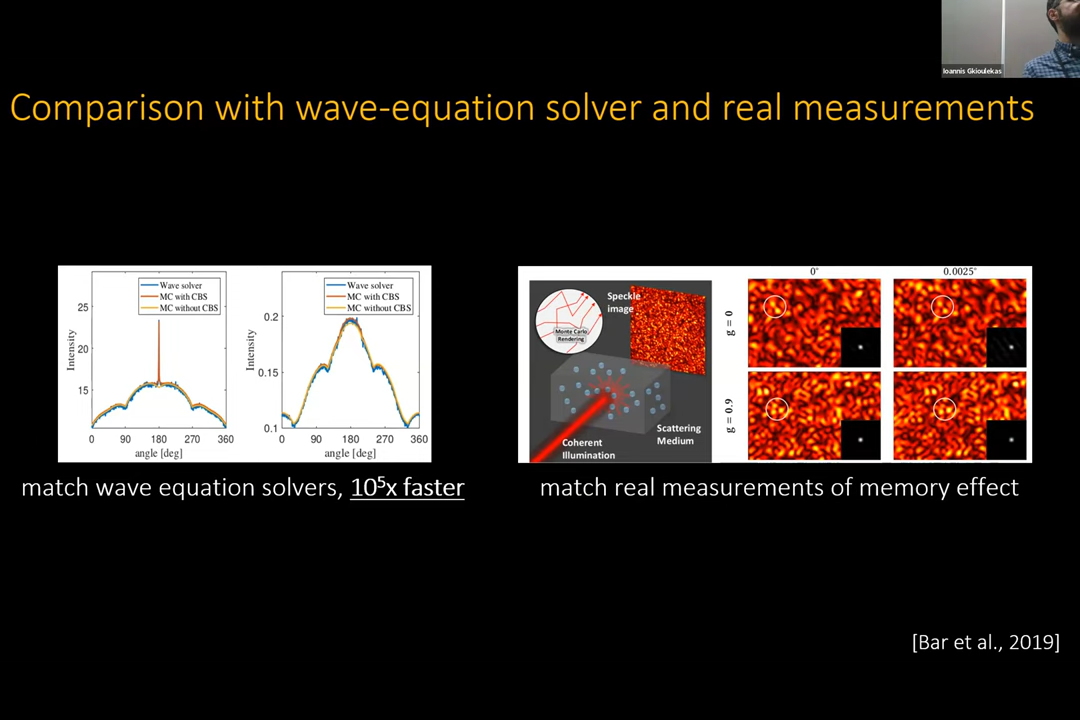 Ioannis Gkioulekas
Comparison with wave-equation solver and real measurements
Wave solver
MC with CBS
MC without CBS
Intensity
25
20
15
0 90 180 270 360
angle [deg]
Wave solver
MC with CBS
MC without CBS
Intensity
0.2
0.15
0.1
0 90 180 270 360
angle [deg]
Speckle
image
Monte Carlo
Rendering
Coherent
Illumination
Scattering
Medium
0° 0.0025°
g = 0
g = 0.9
match wave equation solvers, 10⁵x faster
match real measurements of memory effect
[Bar et al., 2019]